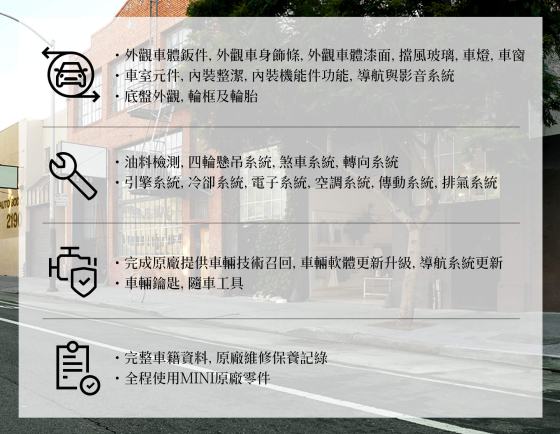 ・外觀車體鈑件, 外觀車身飾條, 外觀車體漆面, 擋風玻璃, 車燈, 車窗
・車室元件, 內裝整潔, 內裝機能件功能, 導航與影音系統
・底盤外觀, 輪框及輪胎
・油料檢測, 四輪懸吊系統, 煞車系統, 轉向系統
・引擎系統, 冷卻系統, 電子系統, 空調系統, 傳動系統, 排氣系統
・完成原廠提供車輛技術召回, 車輛軟體更新升級, 導航系統更新
・車輛鑰匙, 隨車工具
・完整車籍資料, 原廠維修保養記錄
・全程使用MINI原廠零件